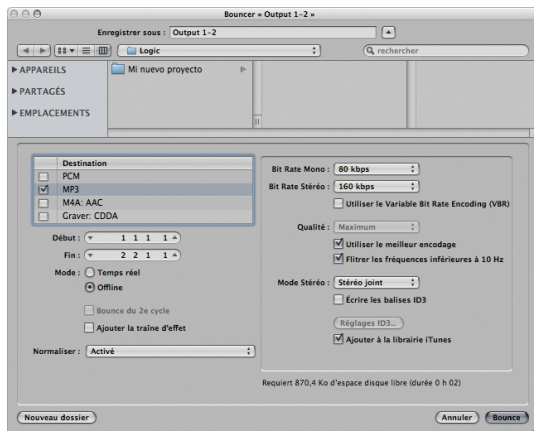 Bouncer « Output 1-2 »
Enregistrer sous : Output 1-2
Logic
rechercher
APPAREILS
PARTAGÉS
EMPLACEMENTS
Mi nuevo proyecto
Destination
PCM
MP3
M4A: AAC
Graver: CDDA
Début : 1 1 1 1
Fin : 2 2 1 1
Mode : Temps réel
Offline
Bounce du 2e cycle
Ajouter la traîne d'effet
Normaliser : Activé
Bit Rate Mono : 80 kbps
Bit Rate Stéréo : 160 kbps
Utiliser le Variable Bit Rate Encoding (VBR)
Qualité : Maximum
Utiliser le meilleur encodage
Flitrer les fréquences inférieures à 10 Hz
Mode Stéréo : Stéréo joint
Écrire les balises ID3
Réglages ID3...
Ajouter à la librairie iTunes
Requiert 870,4 Ko d'espace disque libre (durée 0 h 02)
Nouveau dossier
Annuler
Bounce